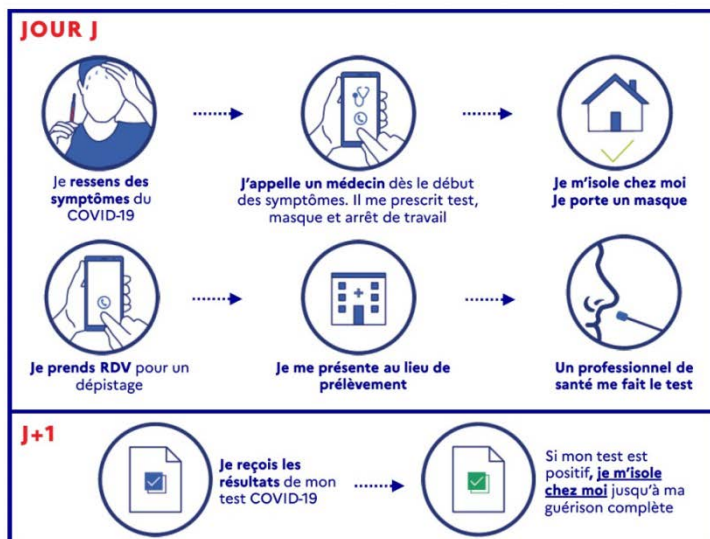 JOUR J
Je ressens des
symptômes du
COVID-19
J'appelle un médecin dès le début
des symptômes. Il me prescrit test,
masque et arrêt de travail
Je m'isole chez moi
Je porte un masque
Je prends RDV pour un
dépistage
Je me présente au lieu de
prélèvement
Un professionnel de
santé me fait le test
J+1
Je reçois les
résultats de mon
test COVID-19
Si mon test est
positif, je m'isole
chez moi jusqu'à ma
guérison complète